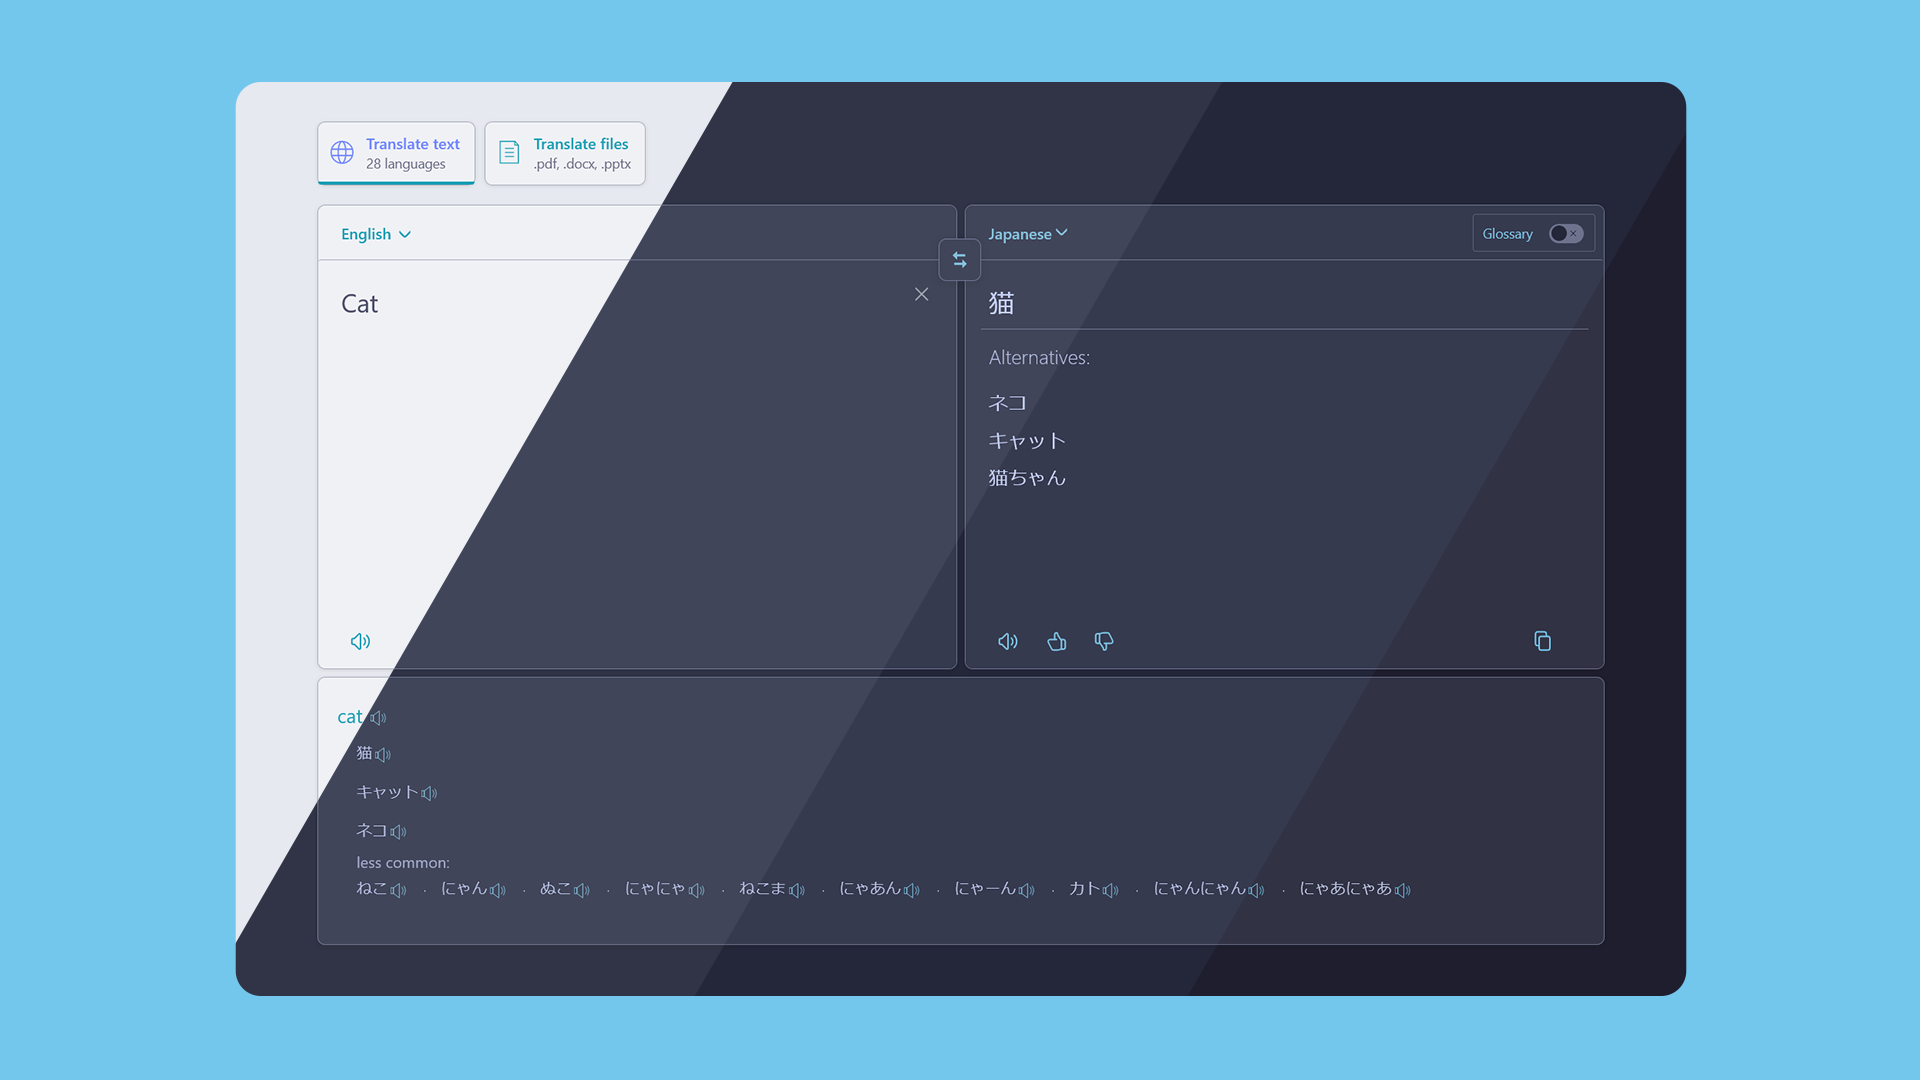 Translate text
28 languages
Translate files
.pdf, .docx, .pptx
English
Japanese
Glossary
Cat
猫
Alternatives:
ネコ
キャット
猫ちゃん
cat
猫
キャット
ネコ
less common:
ねこ · にゃん · ぬこ · にゃにゃ · ねこま · にゃあん · にゃーん · カト · にゃんにゃん · にゃあにゃあ